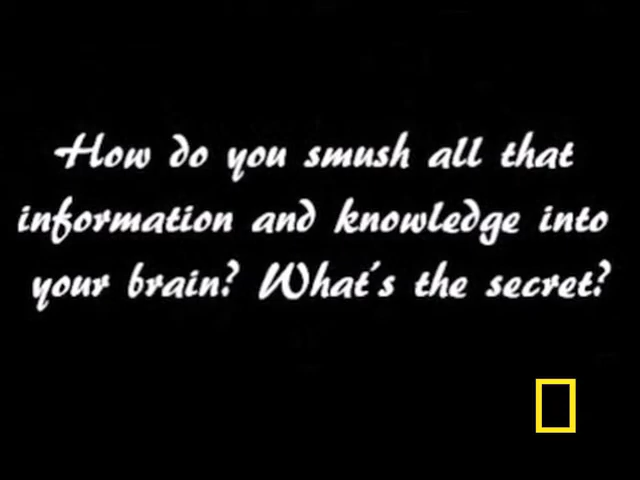 How do you smush all that
information and knowledge into
your brain? What's the secret?